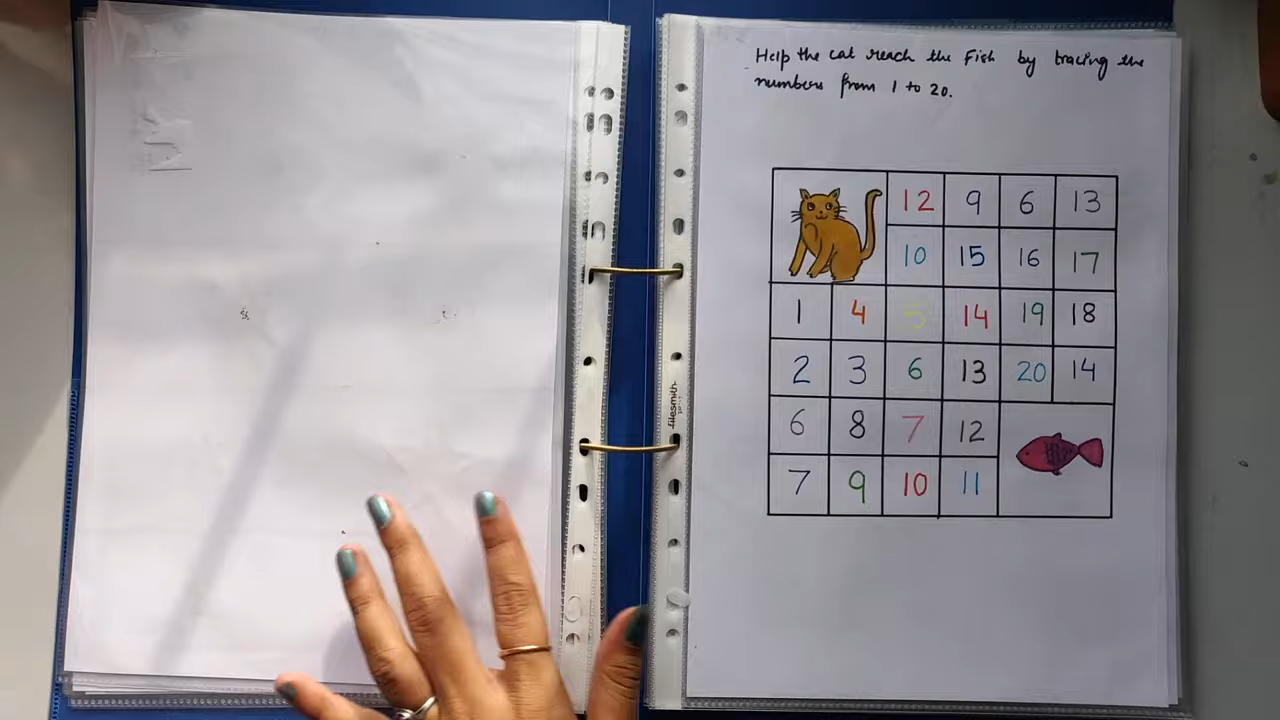 Help the cat reach the Fish by tracing the
numbers from 1 to 20.
12 9 6 13
10 15 16 17
1 4 5 14 19 18
2 3 6 13 20 14
6 8 7 12
7 9 10 11
filesmith